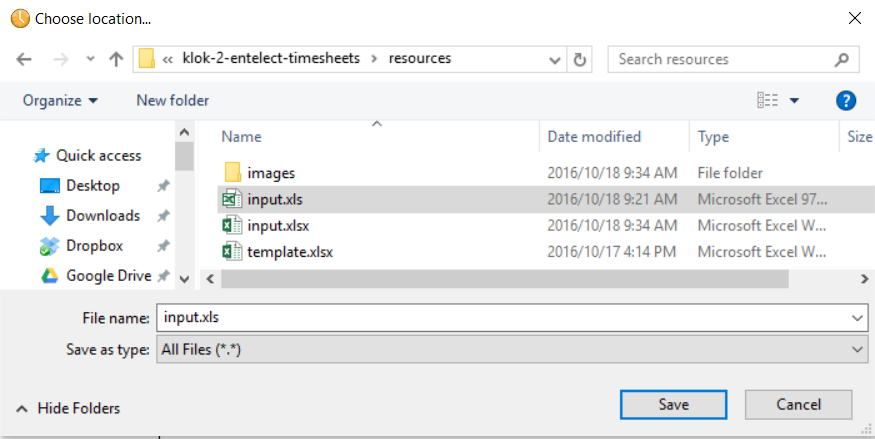 Choose location...
« klok-2-entelect-timesheets > resources
Search resources
Organize New folder ?
Name Date modified Type Size
Quick access
Desktop
Downloads
Dropbox
Google Drive
images 2016/10/18 9:34 AM File folder
input.xls 2016/10/18 9:21 AM Microsoft Excel 97...
input.xlsx 2016/10/18 9:34 AM Microsoft Excel W...
template.xlsx 2016/10/17 4:14 PM Microsoft Excel W...
File name: input.xls
Save as type: All Files (*.*)
Hide Folders Save Cancel